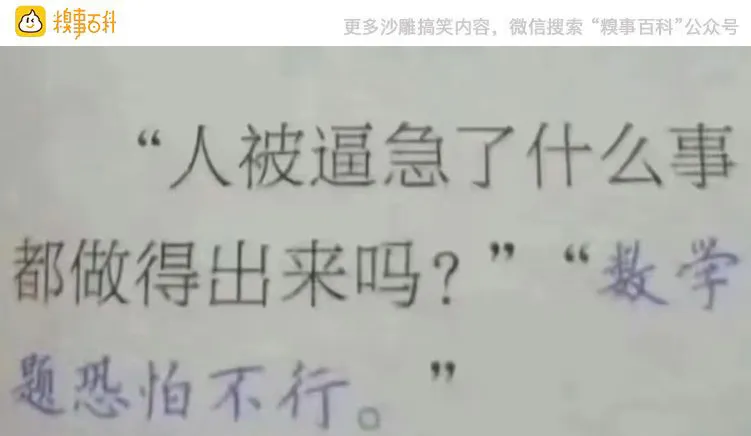 糗事百科 更多沙雕搞笑内容，微信搜索“糗事百科”公众号
“人被逼急了什么事
都做得出来吗？”“数学
题恐怕不行。”